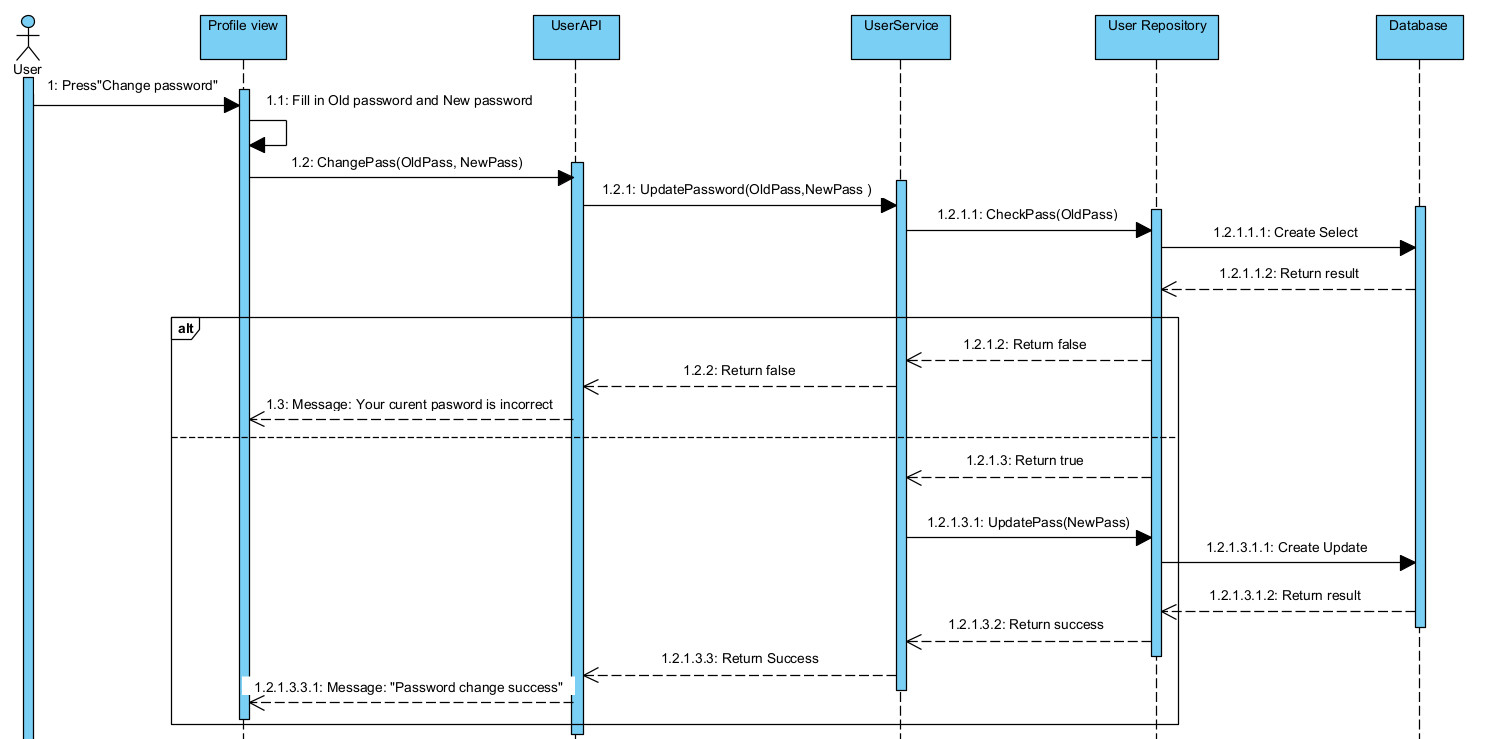 Profile view
UserAPI
UserService
User Repository
Database
User
1: Press"Change password"
1.1: Fill in Old password and New password
1.2: ChangePass(OldPass, NewPass)
1.2.1: UpdatePassword(OldPass,NewPass )
1.2.1.1: CheckPass(OldPass)
1.2.1.1.1: Create Select
1.2.1.1.2: Return result
alt
1.2.1.2: Return false
1.2.2: Return false
1.3: Message: Your curent pasword is incorrect
1.2.1.3: Return true
1.2.1.3.1: UpdatePass(NewPass)
1.2.1.3.1.1: Create Update
1.2.1.3.1.2: Return result
1.2.1.3.2: Return success
1.2.1.3.3: Return Success
1.2.1.3.3.1: Message: "Password change success"